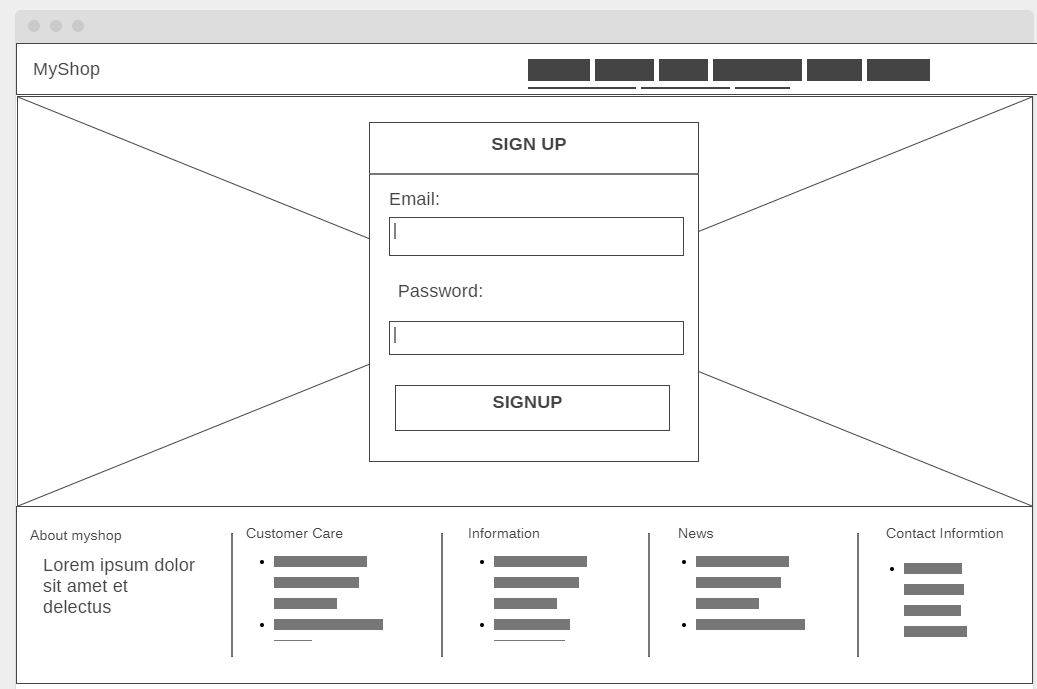 MyShop
SIGN UP
Email:
Password:
SIGNUP
About myshop
Lorem ipsum dolor
sit amet et
delectus
Customer Care
Information
News
Contact Informtion